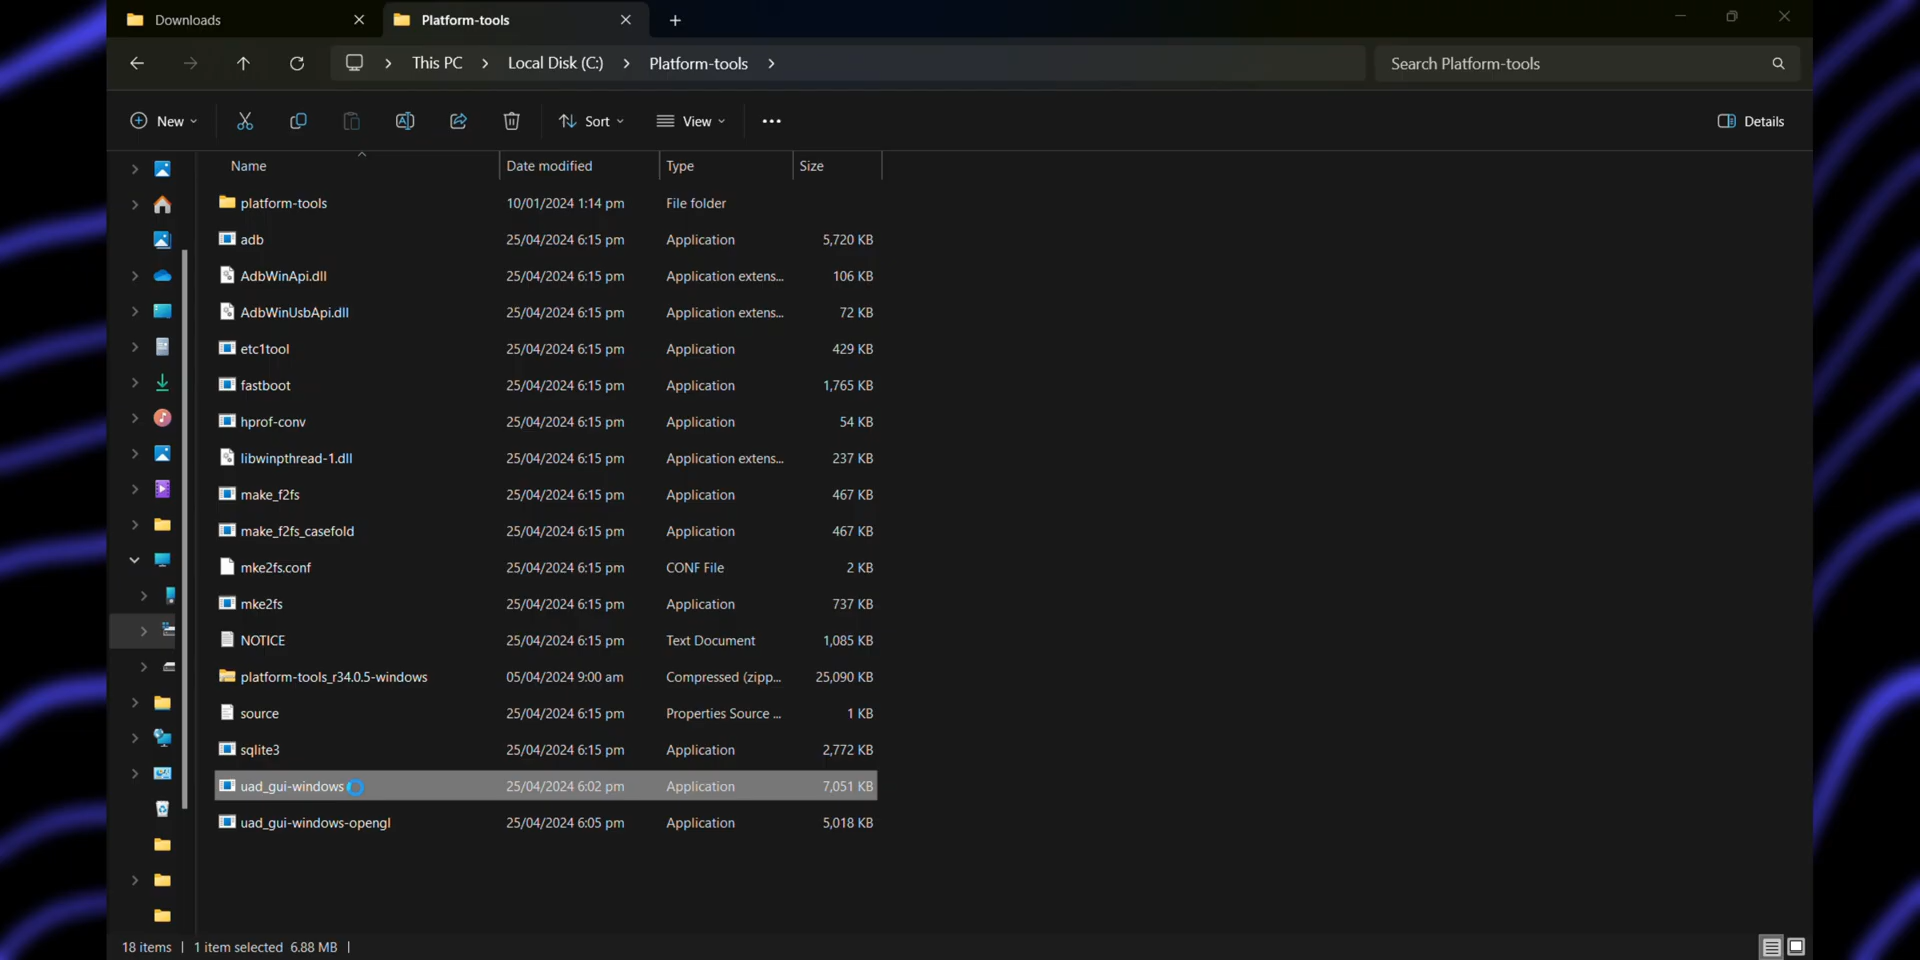 Downloads
Platform-tools
This PC
Local Disk (C:)
Platform-tools
Search Platform-tools
New
Sort
View
Details
Name Date modified Type Size
platform-tools 10/01/2024 1:14 pm File folder
adb 25/04/2024 6:15 pm Application 5,720 KB
AdbWinApi.dll 25/04/2024 6:15 pm Application extens... 106 KB
AdbWinUsbApi.dll 25/04/2024 6:15 pm Application extens... 72 KB
etc1tool 25/04/2024 6:15 pm Application 429 KB
fastboot 25/04/2024 6:15 pm Application 1,765 KB
hprof-conv 25/04/2024 6:15 pm Application 54 KB
libwinpthread-1.dll 25/04/2024 6:15 pm Application extens... 237 KB
make_f2fs 25/04/2024 6:15 pm Application 467 KB
make_f2fs_casefold 25/04/2024 6:15 pm Application 467 KB
mke2fs.conf 25/04/2024 6:15 pm CONF File 2 KB
mke2fs 25/04/2024 6:15 pm Application 737 KB
NOTICE 25/04/2024 6:15 pm Text Document 1,085 KB
platform-tools_r34.0.5-windows 05/04/2024 9:00 am Compressed (zipp... 25,090 KB
source 25/04/2024 6:15 pm Properties Source ... 1 KB
sqlite3 25/04/2024 6:15 pm Application 2,772 KB
uad_gui-windows 25/04/2024 6:02 pm Application 7,051 KB
uad_gui-windows-opengl 25/04/2024 6:05 pm Application 5,018 KB
18 items | 1 item selected 6.88 MB |